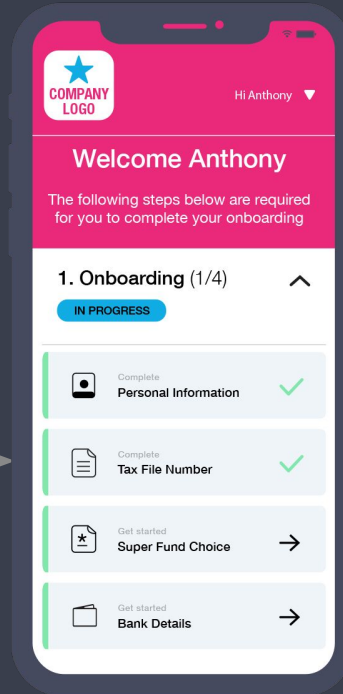 COMPANY
LOGO
Hi Anthony
Welcome Anthony
The following steps below are required
for you to complete your onboarding
1. Onboarding (1/4)
IN PROGRESS
Complete
Personal Information
Complete
Tax File Number
Get started
Super Fund Choice
Get started
Bank Details